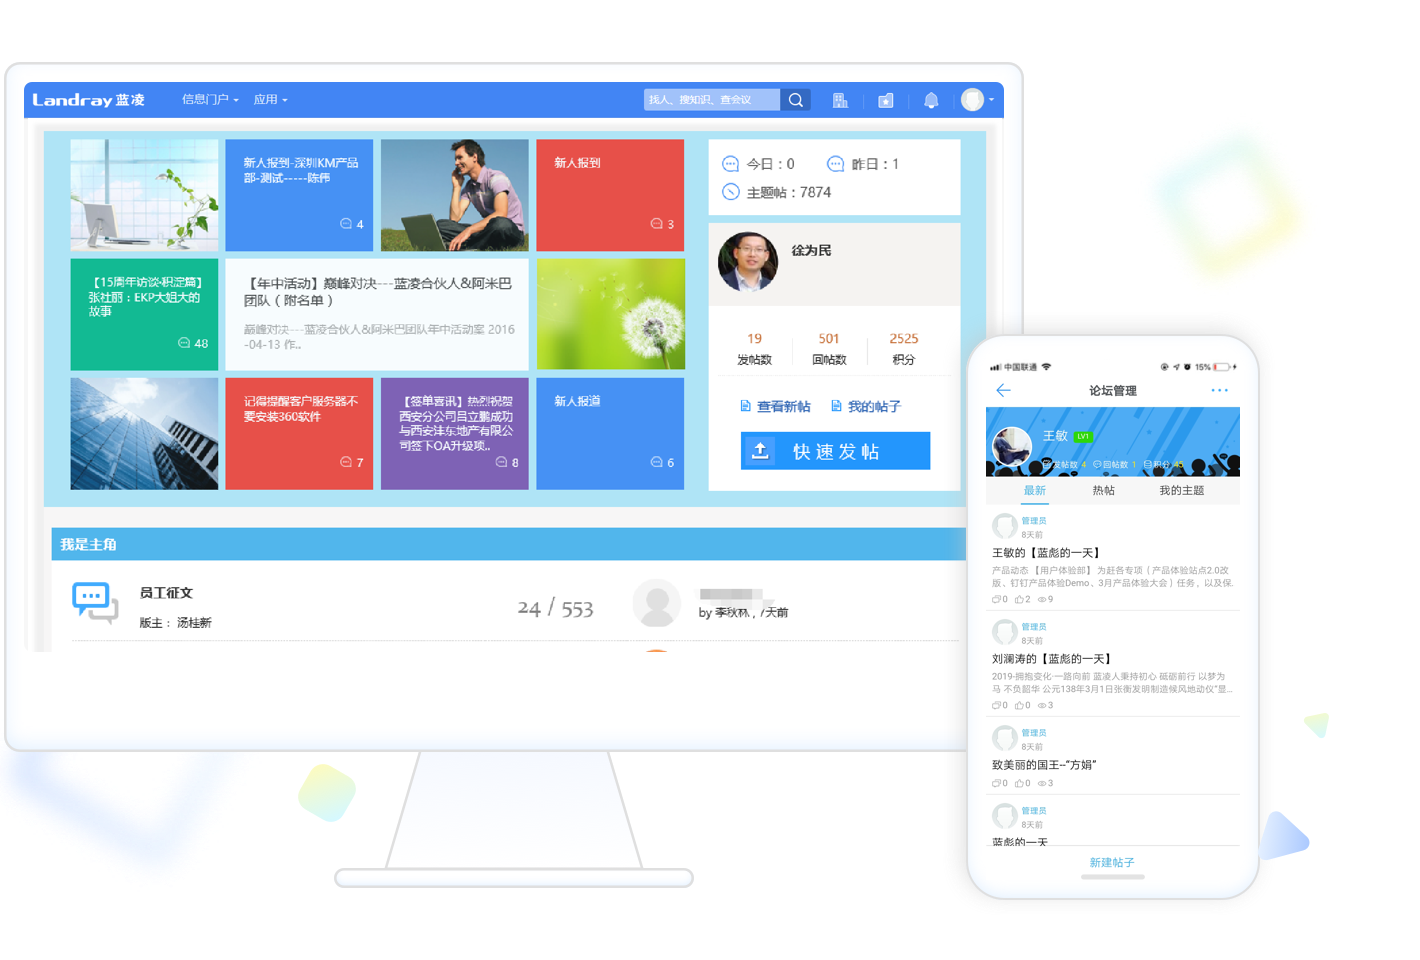 Landray 蓝凌
信息门户
应用
找人、搜知识、查会议
新人报到-深圳KM产品
部-测试-----陈伟
4
新人报到
3
【15周年访谈-积淀篇】
张社丽：EKP大姐大的
故事
48
【年中活动】巅峰对决---蓝凌合伙人&阿米巴
团队（附名单）
巅峰对决---蓝凌合伙人&阿米巴团队年中活动案 2016
-04-13 作..
记得提醒客户服务器不
要安装360软件
7
【签单喜讯】热烈祝贺
西安分公司吕立鹏成功
与西安沣东地产有限公
司签下OA升级项..
8
新人报道
6
今日：0
昨日：1
主题帖：7874
徐为民
19
501
2525
发帖数
回帖数
积分
查看新帖
我的帖子
快速发帖
我是主角
员工征文
版主： 汤桂新
24 / 553
by 李秋林 , 7天前
中国联通
15%
论坛管理
王敏
LV1
发帖数 4
回帖数 1
积分 45
最新
热帖
我的主题
管理员
8天前
王敏的【蓝彪的一天】
产品动态 【用户体验部】 为赶各专项（产品体验站点2.0改
版、钉钉产品体验Demo、3月产品体验大会）任务，以及保.
0 2 9
管理员
8天前
刘澜涛的【蓝彪的一天】
2019·拥抱变化·一路向前 蓝凌人秉持初心 砥砺前行 以梦为
马 不负韶华 公元138年3月1日张衡发明制造候风地动仪"显...
0 0 3
管理员
8天前
致美丽的国王--"方娟"
0 0 3
管理员
8天前
蓝彪的一天
新建帖子